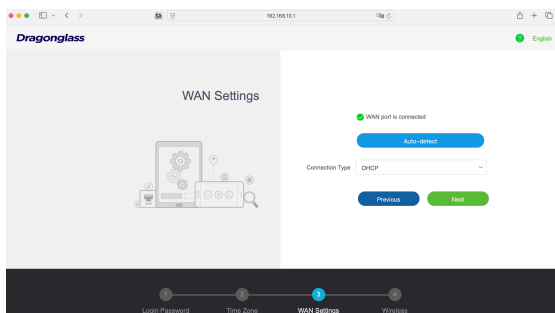 192.168.10.1
Dragonglass
English
WAN Settings
WAN port is connected
Auto-detect
Connection Type
DHCP
Previous
Next
1
2
3
4
Login Password
Time Zone
WAN Settings
Wireless